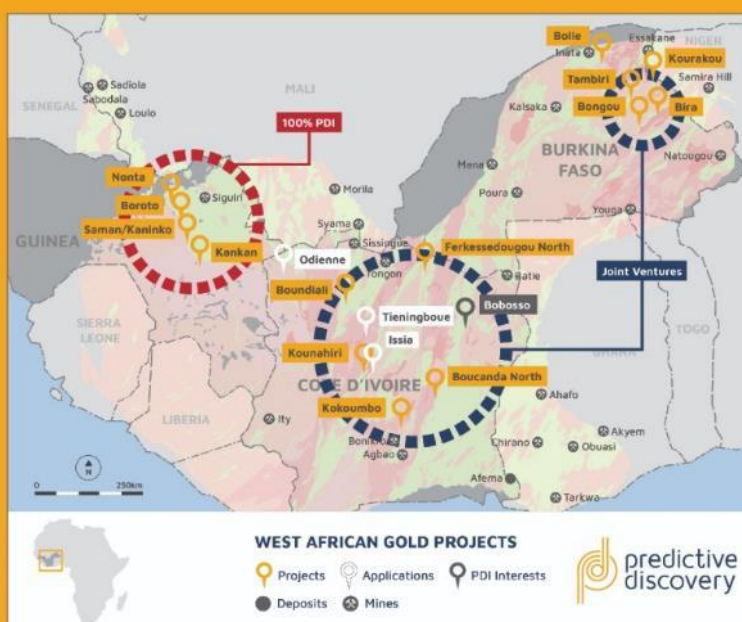 Bolle
Essakane
NIGER
Inata
Kourakou
MALI
Tambiri
Samira Hill
Sadiola
Sabodala
SENEGAL
Loulo
Kalsaka
Bongou
Bira
100% PDI
BURKINA
FASO
Natougou
Mana
Nonta
Morila
Poura
Siguiri
Boroto
Youga
Syama
Saman/Kaninko
GUINEA
Sissingue
Ferkessedougou North
Kankan
Odienne
Tongon
Batie
Joint Ventures
Boundiali
Bobosso
Tieningboue
SIERRA
LEONE
Issia
TOGO
Kounahiri
GHANA
COTE D'IVOIRE
Boucanda North
Ahafo
LIBERIA
Kokoumbo
Ity
Akyem
Bonikro
Chirano
Obuasi
Agbao
N
Afema
0 250km
Tarkwa
WEST AFRICAN GOLD PROJECTS
Projects Applications PDI Interests
Deposits Mines
predictive
discovery